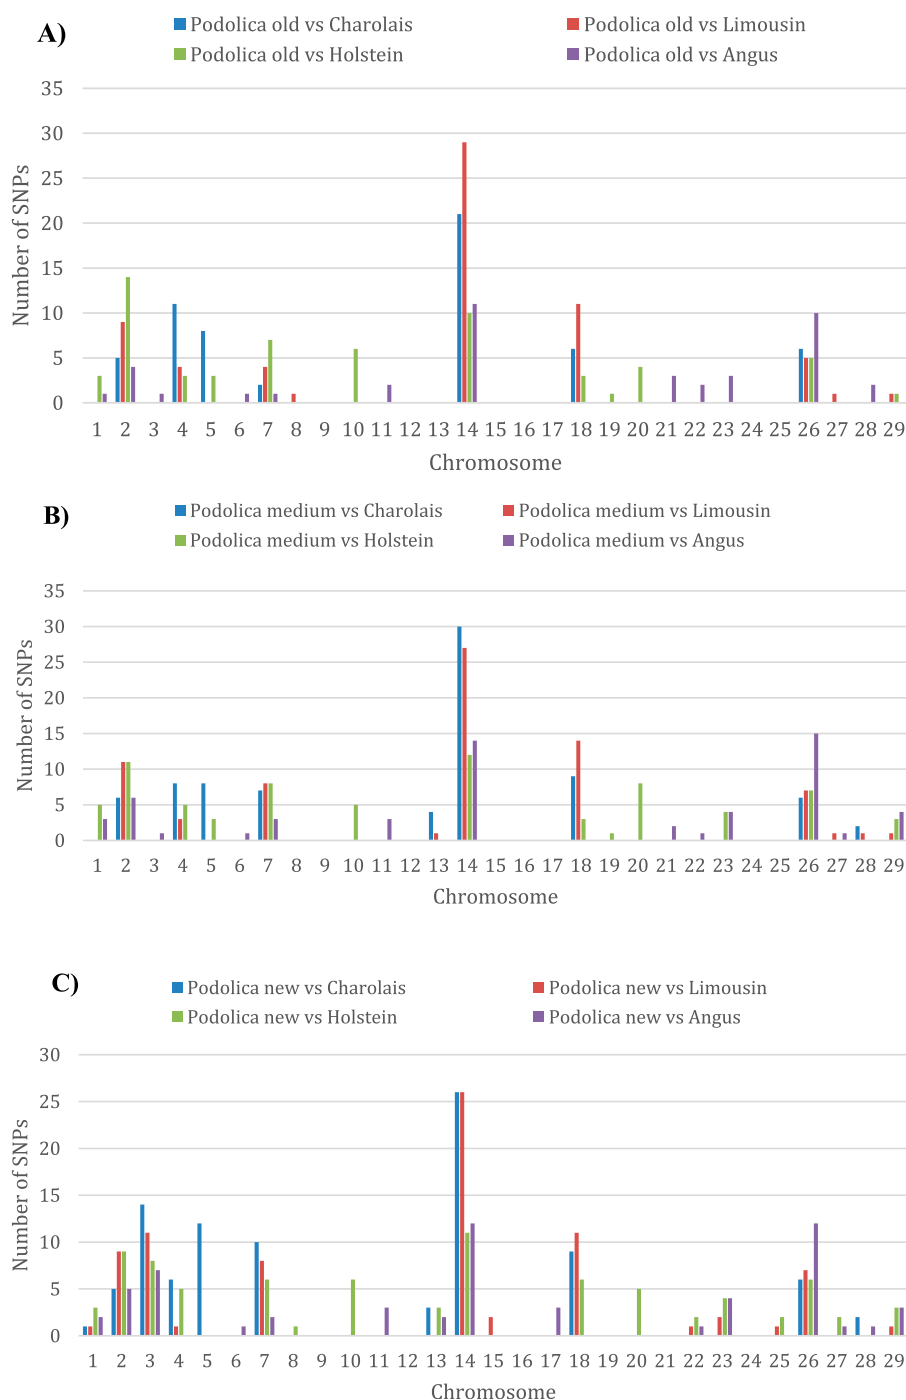 A)
Podolica old vs Charolais
Podolica old vs Limousin
Podolica old vs Holstein
Podolica old vs Angus
35
30
25
20
15
10
5
0
Number of SNPs
1 2 3 4 5 6 7 8 9 10 11 12 13 14 15 16 17 18 19 20 21 22 23 24 25 26 27 28 29
Chromosome
B)
Podolica medium vs Charolais
Podolica medium vs Limousin
Podolica medium vs Holstein
Podolica medium vs Angus
35
30
25
20
15
10
5
0
Number of SNPs
1 2 3 4 5 6 7 8 9 10 11 12 13 14 15 16 17 18 19 20 21 22 23 24 25 26 27 28 29
Chromosome
C)
Podolica new vs Charolais
Podolica new vs Limousin
Podolica new vs Holstein
Podolica new vs Angus
30
25
20
15
10
5
0
Number of SNPs
1 2 3 4 5 6 7 8 9 10 11 12 13 14 15 16 17 18 19 20 21 22 23 24 25 26 27 28 29
Chromosome